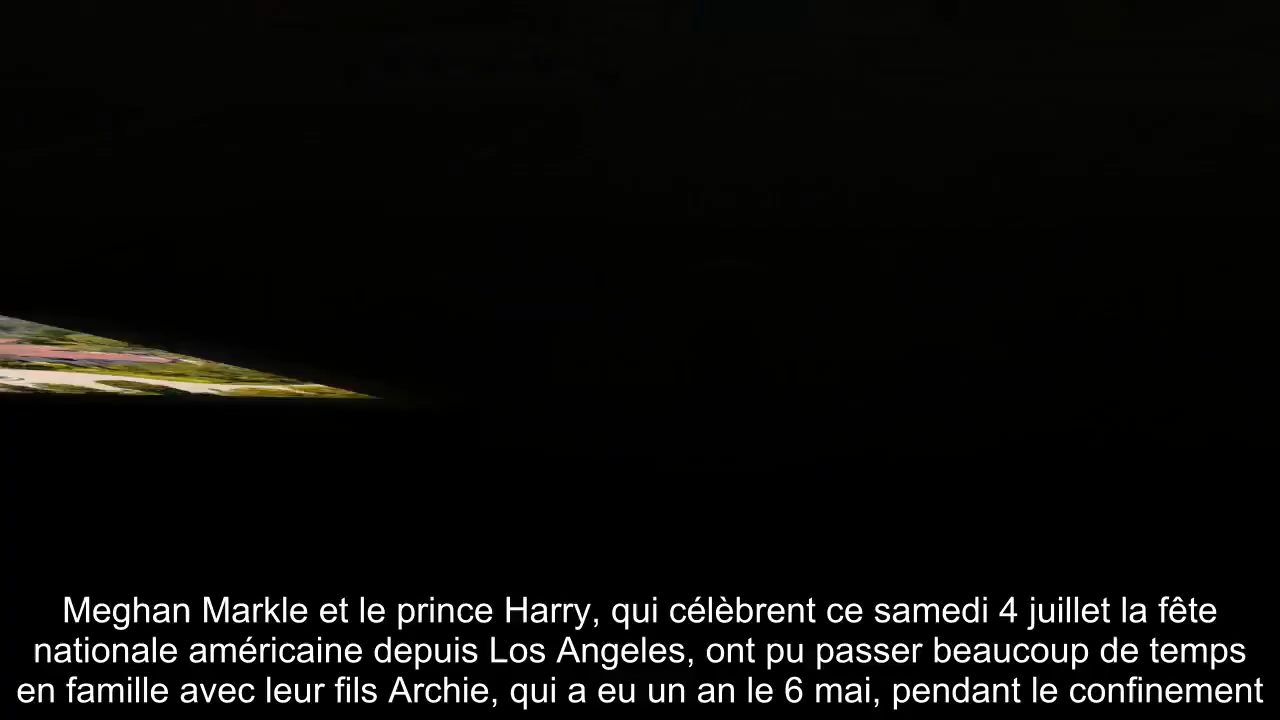 Meghan Markle et le prince Harry, qui célèbrent ce samedi 4 juillet la fête
nationale américaine depuis Los Angeles, ont pu passer beaucoup de temps
en famille avec leur fils Archie, qui a eu un an le 6 mai, pendant le confinement